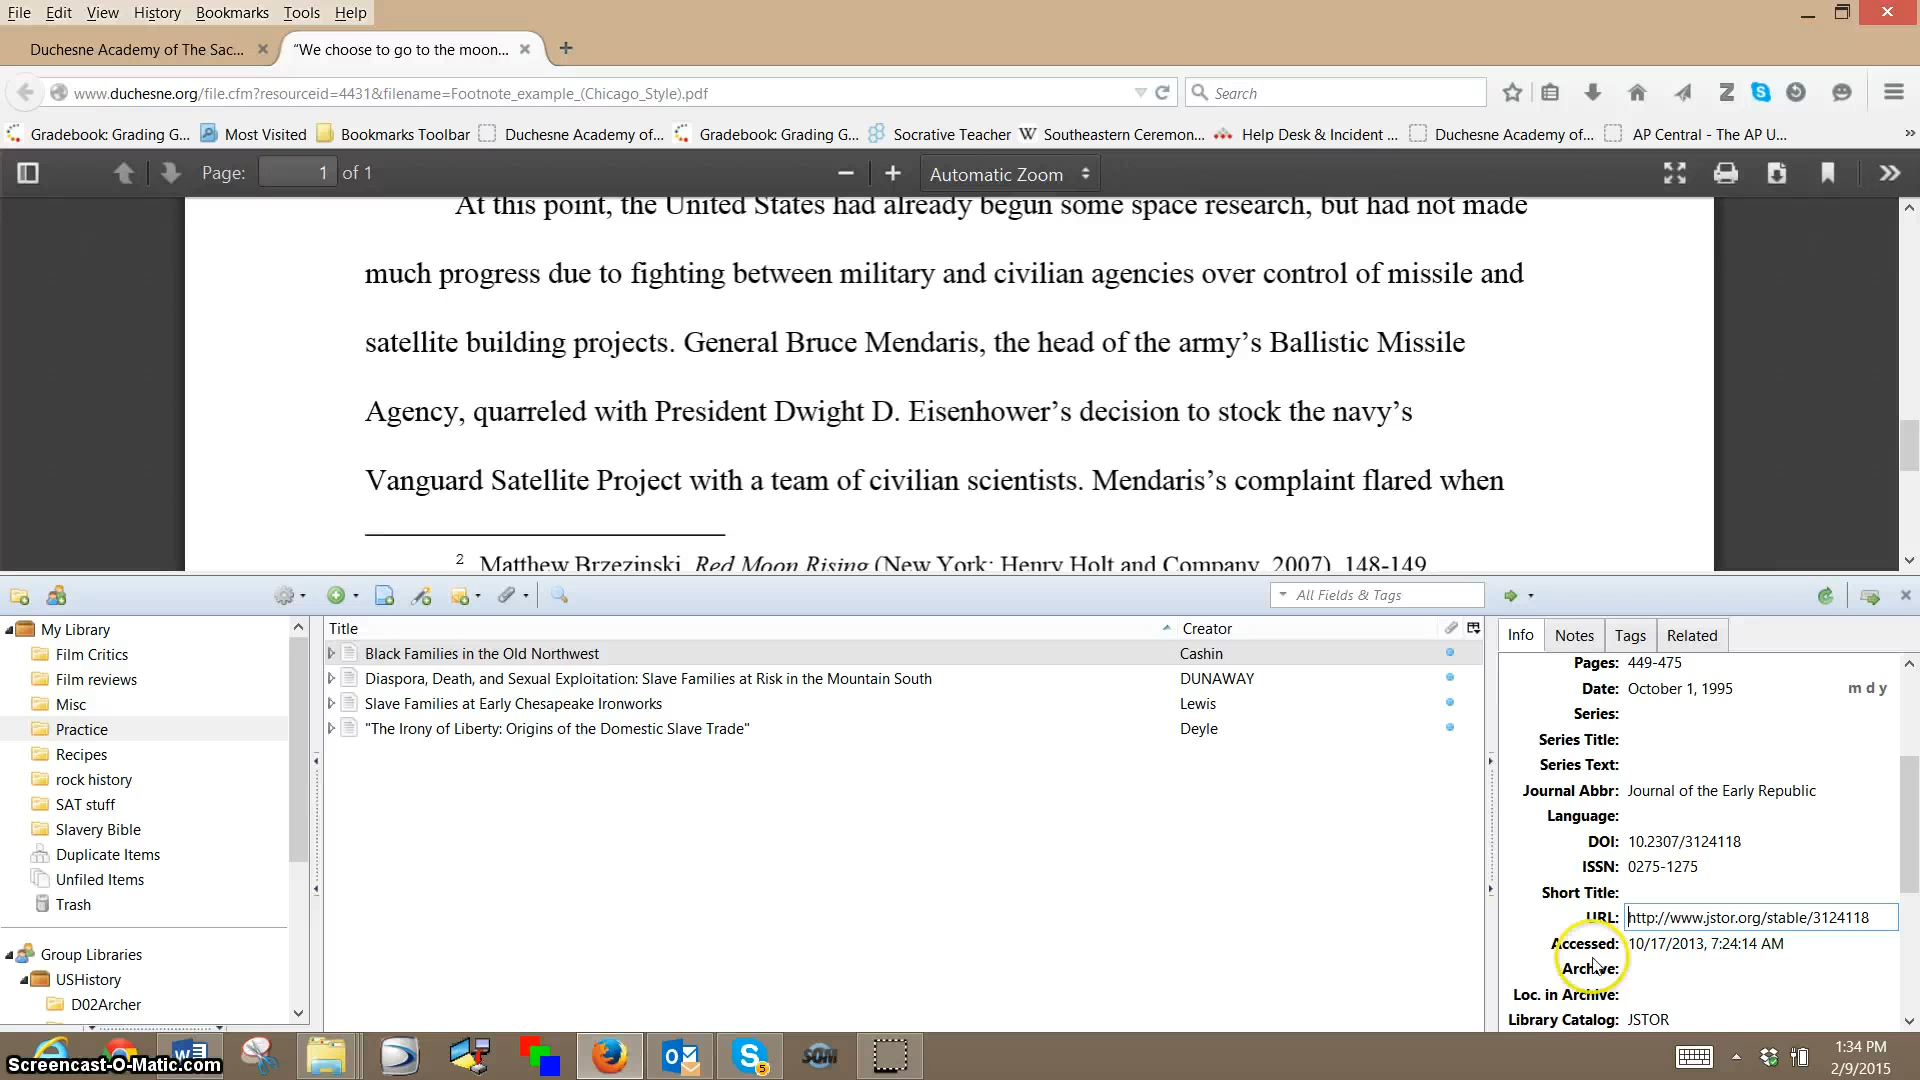 File Edit View History Bookmarks Tools Help
Duchesne Academy of The Sac... “We choose to go to the moon...
www.duchesne.org/file.cfm?resourceid=4431&filename=Footnote_example_(Chicago_Style).pdf Search
Gradebook: Grading G... Most Visited Bookmarks Toolbar Duchesne Academy of... Gradebook: Grading G... Socrative Teacher Southeastern Ceremon... Help Desk & Incident ... Duchesne Academy of... AP Central - The AP U...
Page: 1 of 1 Automatic Zoom
At this point, the United States had already begun some space research, but had not made
much progress due to fighting between military and civilian agencies over control of missile and
satellite building projects. General Bruce Mendaris, the head of the army’s Ballistic Missile
Agency, quarreled with President Dwight D. Eisenhower’s decision to stock the navy’s
Vanguard Satellite Project with a team of civilian scientists. Mendaris’s complaint flared when
2 Matthew Brzezinski, Red Moon Rising (New York: Henry Holt and Company, 2007), 148-149
All Fields & Tags
My Library
Film Critics
Film reviews
Misc
Practice
Recipes
rock history
SAT stuff
Slavery Bible
Duplicate Items
Unfiled Items
Trash
Group Libraries
USHistory
D02Archer
Title Creator
Black Families in the Old Northwest Cashin
Diaspora, Death, and Sexual Exploitation: Slave Families at Risk in the Mountain South DUNAWAY
Slave Families at Early Chesapeake Ironworks Lewis
"The Irony of Liberty: Origins of the Domestic Slave Trade" Deyle
Info Notes Tags Related
Pages: 449-475
Date: October 1, 1995 m d y
Series:
Series Title:
Series Text:
Journal Abbr: Journal of the Early Republic
Language:
DOI: 10.2307/3124118
ISSN: 0275-1275
Short Title:
URL: http://www.jstor.org/stable/3124118
Accessed: 10/17/2013, 7:24:14 AM
Archive:
Loc. in Archive:
Library Catalog: JSTOR
Screencast-O-Matic.com
SOM
5
1:34 PM
2/9/2015